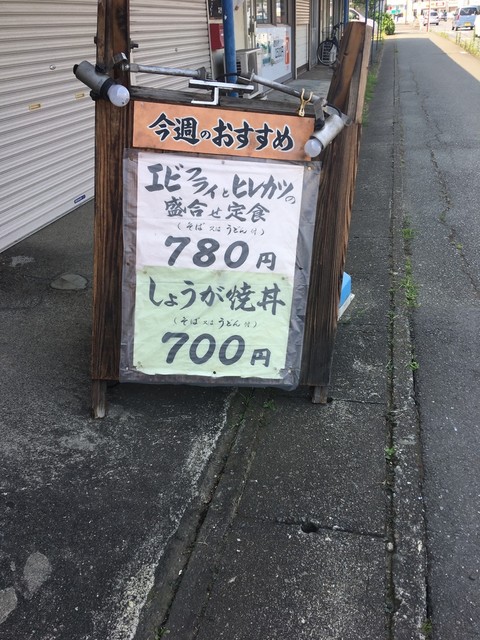 今週のおすすめ
エビフライとヒレカツの
盛合せ定食
(そば又はうどん付)
780円
しょうが焼丼
(そば又はうどん付)
700円